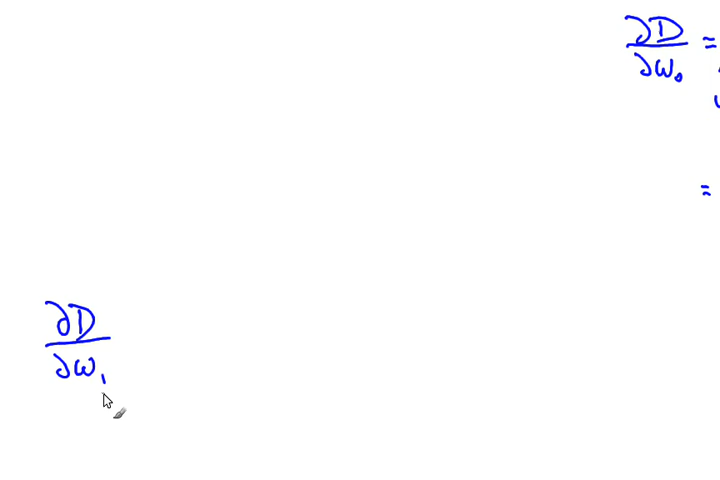 ∂D/∂w₀ =
=
∂D/∂w₁